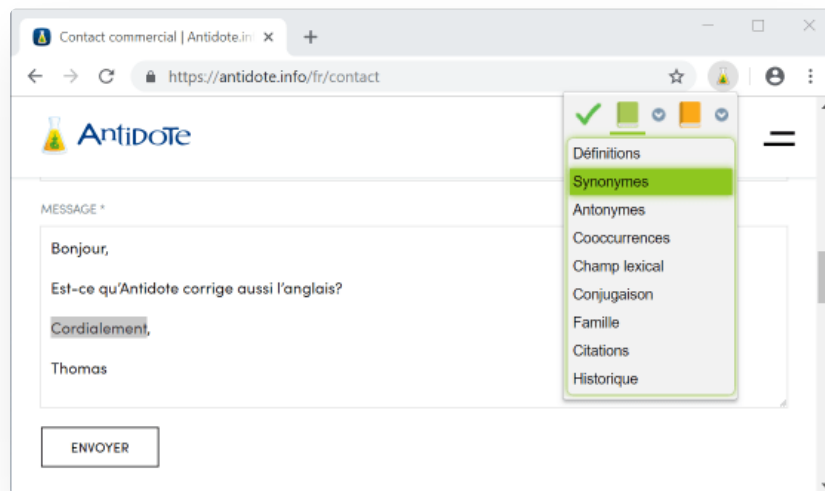 Contact commercial | Antidote.in
https://antidote.info/fr/contact
Antidote
Définitions
Synonymes
Antonymes
Cooccurrences
Champ lexical
Conjugaison
Famille
Citations
Historique
MESSAGE *
Bonjour,
Est-ce qu'Antidote corrige aussi l'anglais?
Cordialement,
Thomas
ENVOYER